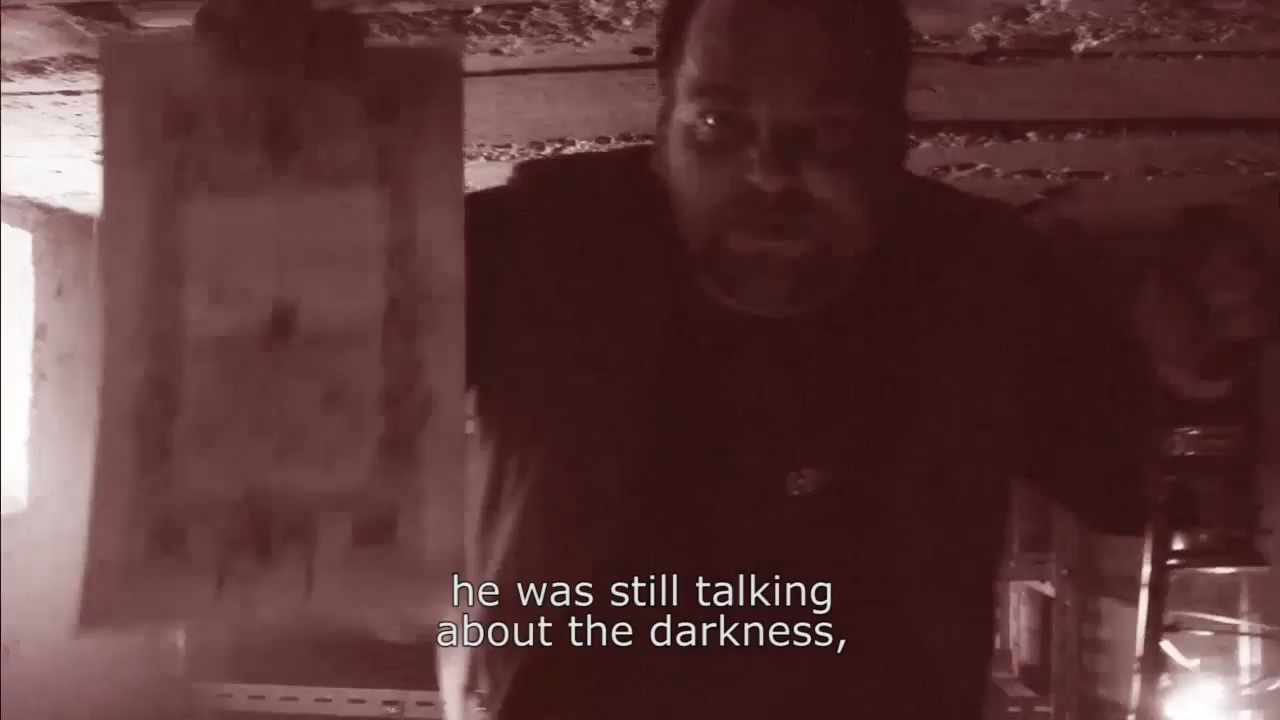 he was still talking
about the darkness,